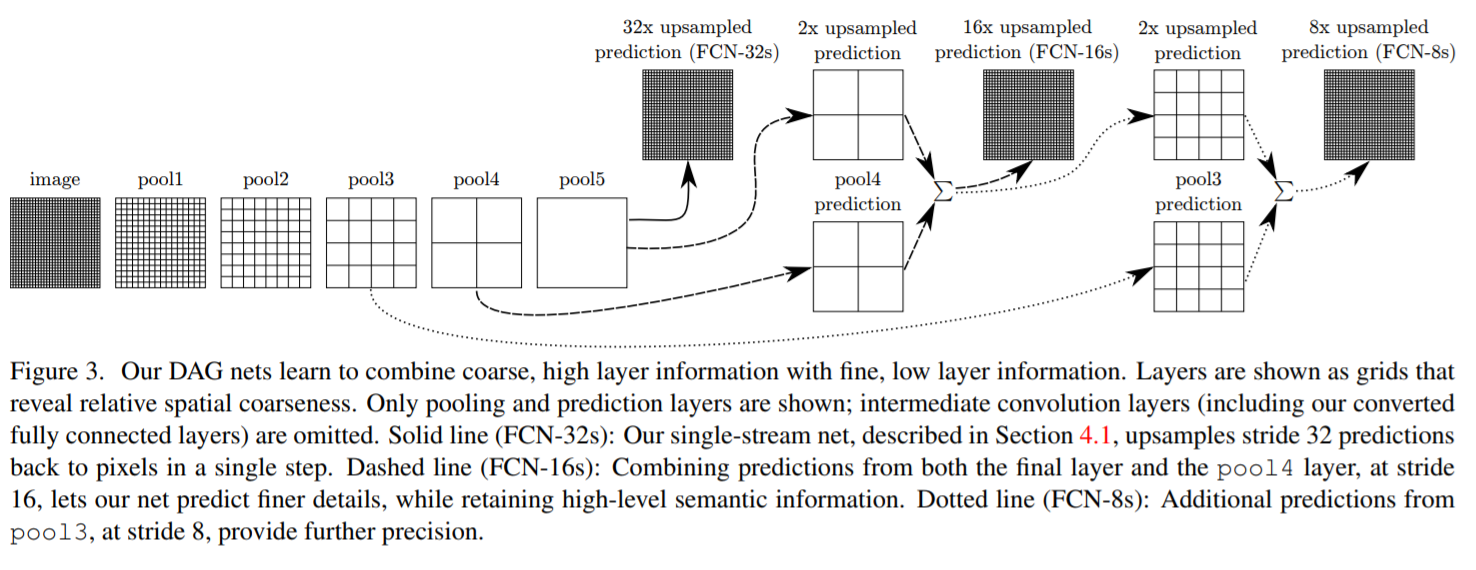 32x upsampled
prediction (FCN-32s)
2x upsampled
prediction
16x upsampled
prediction (FCN-16s)
2x upsampled
prediction
8x upsampled
prediction (FCN-8s)
image
pool1
pool2
pool3
pool4
pool5
pool4
prediction
pool3
prediction
∑
∑
Figure 3. Our DAG nets learn to combine coarse, high layer information with fine, low layer information. Layers are shown as grids that
reveal relative spatial coarseness. Only pooling and prediction layers are shown; intermediate convolution layers (including our converted
fully connected layers) are omitted. Solid line (FCN-32s): Our single-stream net, described in Section 4.1, upsamples stride 32 predictions
back to pixels in a single step. Dashed line (FCN-16s): Combining predictions from both the final layer and the pool4 layer, at stride
16, lets our net predict finer details, while retaining high-level semantic information. Dotted line (FCN-8s): Additional predictions from
pool3, at stride 8, provide further precision.